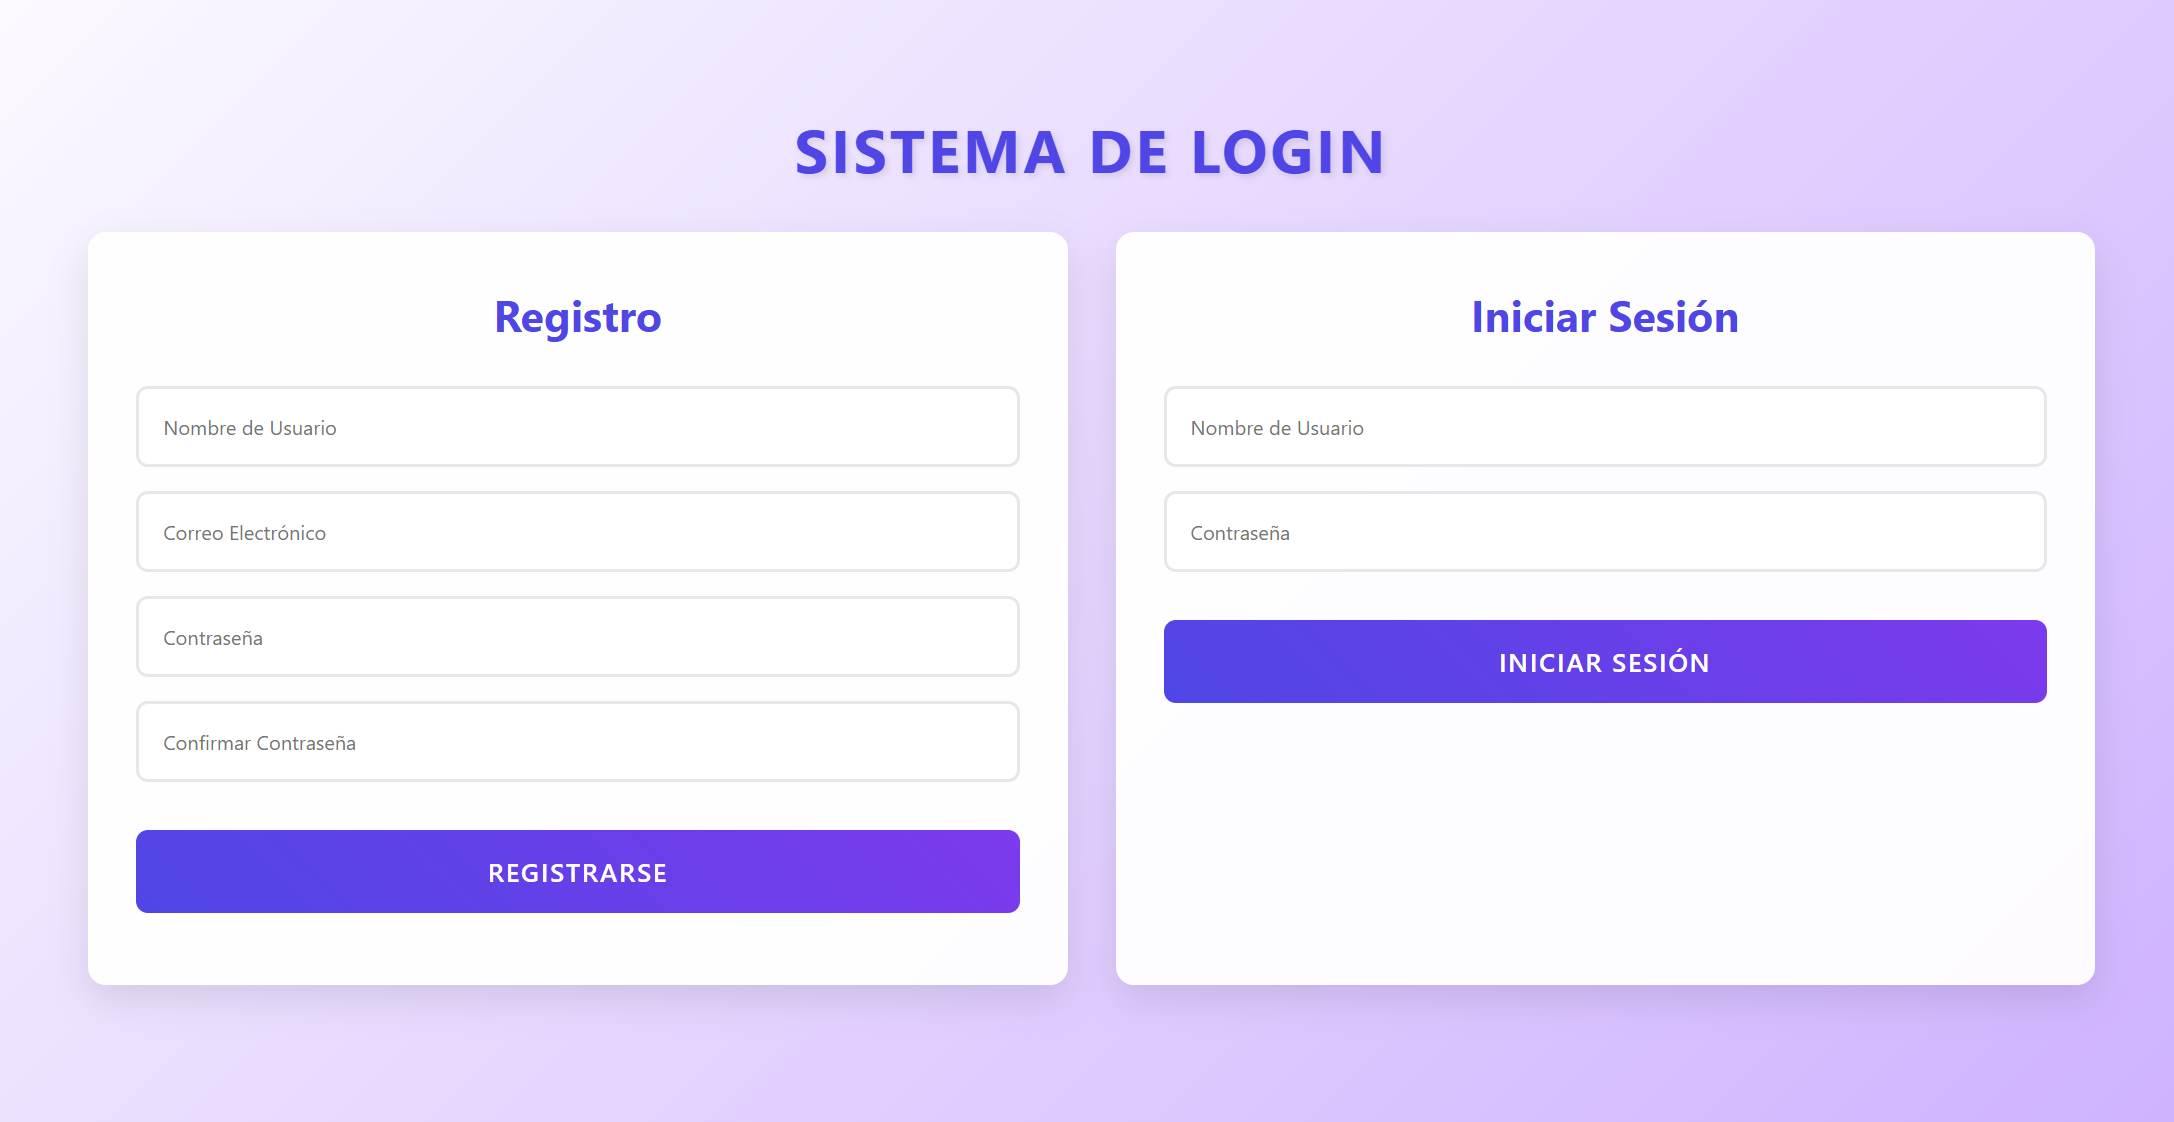 SISTEMA DE LOGIN
Registro
Nombre de Usuario
Correo Electrónico
Contraseña
Confirmar Contraseña
REGISTRARSE
Iniciar Sesión
Nombre de Usuario
Contraseña
INICIAR SESIÓN